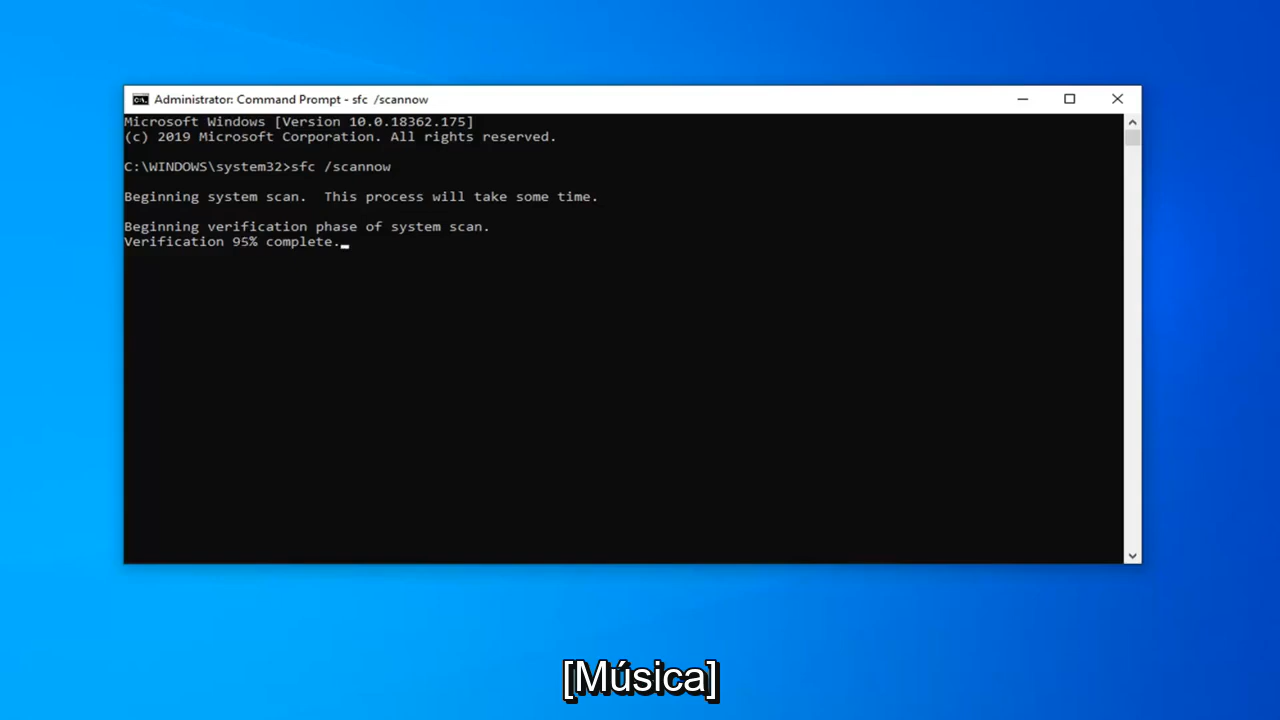 Administrator: Command Prompt - sfc /scannow
Microsoft Windows [Version 10.0.18362.175]
(c) 2019 Microsoft Corporation. All rights reserved.
C:\WINDOWS\system32>sfc /scannow
Beginning system scan.  This process will take some time.
Beginning verification phase of system scan.
Verification 95% complete.
[Música]